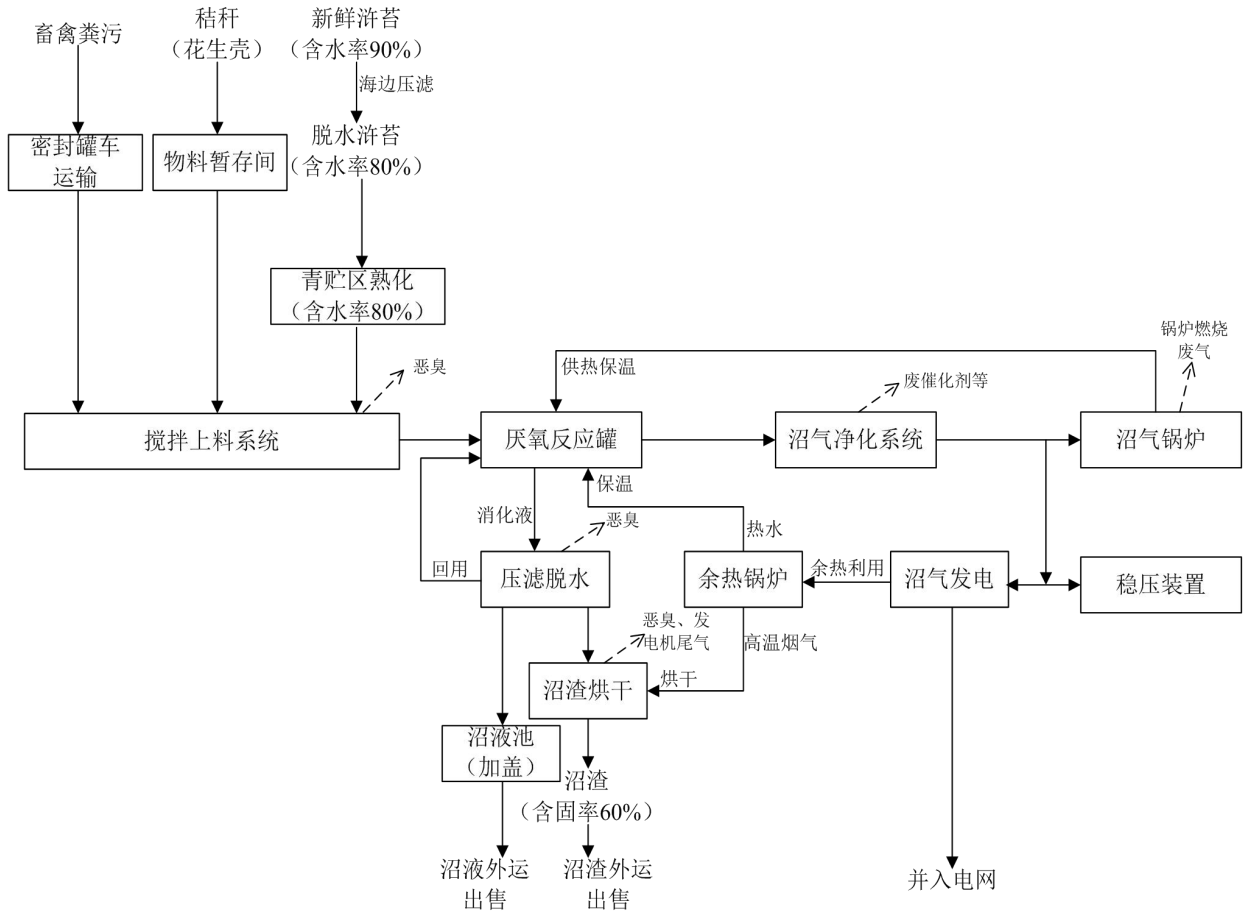 畜禽粪污
秸秆
（花生壳）
新鲜浒苔
（含水率90%）
海边压滤
脱水浒苔
（含水率80%）
密封罐车
运输
物料暂存间
青贮区熟化
（含水率80%）
恶臭
供热保温
废催化剂等
锅炉燃烧
废气
搅拌上料系统
厌氧反应罐
沼气净化系统
沼气锅炉
保温
消化液
恶臭
热水
回用
压滤脱水
余热锅炉
余热利用
沼气发电
稳压装置
恶臭、发
电机尾气
高温烟气
沼渣烘干
烘干
沼液池
（加盖）
沼渣
（含固率60%）
沼液外运
出售
沼渣外运
出售
并入电网